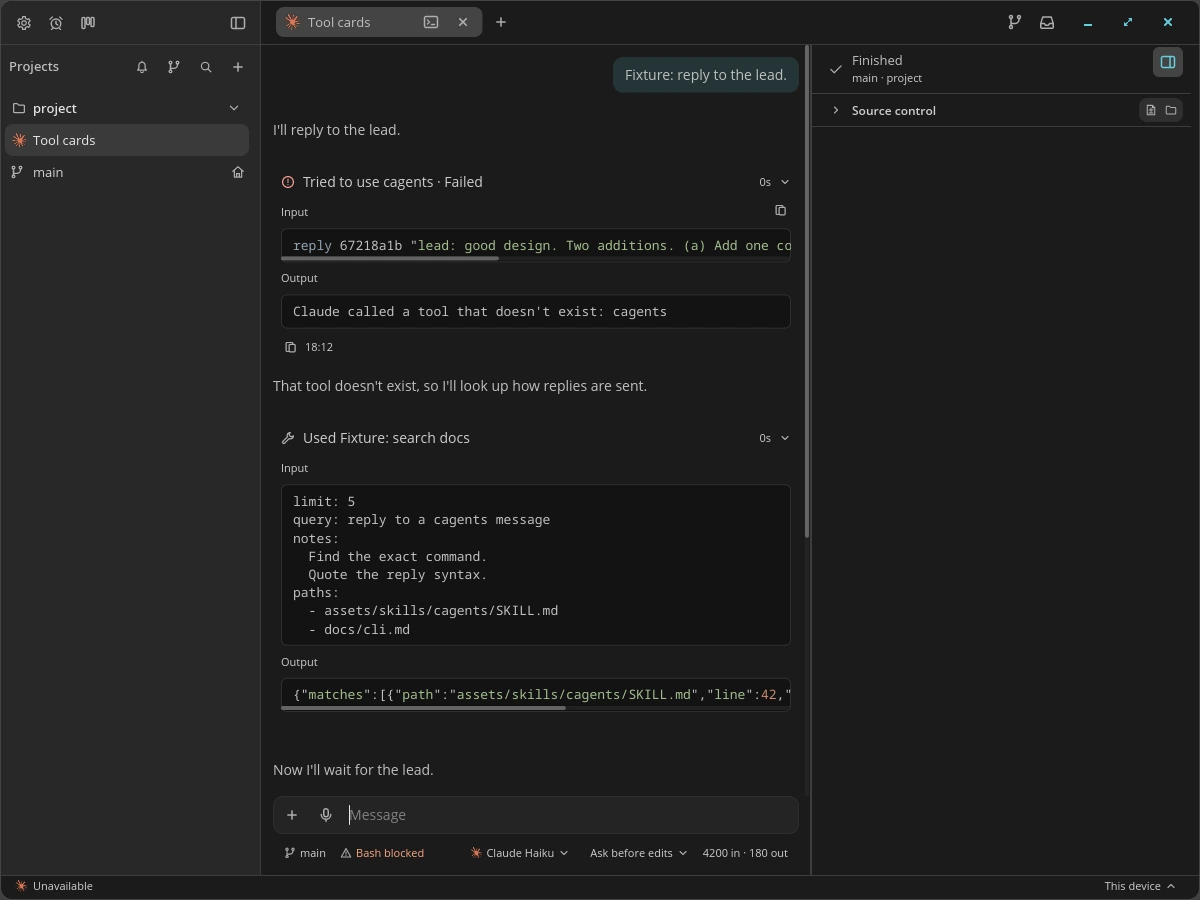 Tool cards
Projects
project
Tool cards
main
Fixture: reply to the lead.
I'll reply to the lead.
Tried to use cagents · Failed
0s
Input
reply 67218a1b "lead: good design. Two additions. (a) Add one co
Output
Claude called a tool that doesn't exist: cagents
18:12
That tool doesn't exist, so I'll look up how replies are sent.
Used Fixture: search docs
0s
Input
limit: 5
query: reply to a cagents message
notes:
Find the exact command.
Quote the reply syntax.
paths:
- assets/skills/cagents/SKILL.md
- docs/cli.md
Output
{"matches":[{"path":"assets/skills/cagents/SKILL.md","line":42,"
Now I'll wait for the lead.
Message
main
Bash blocked
Claude Haiku
Ask before edits
4200 in · 180 out
Finished
main · project
Source control
Unavailable
This device